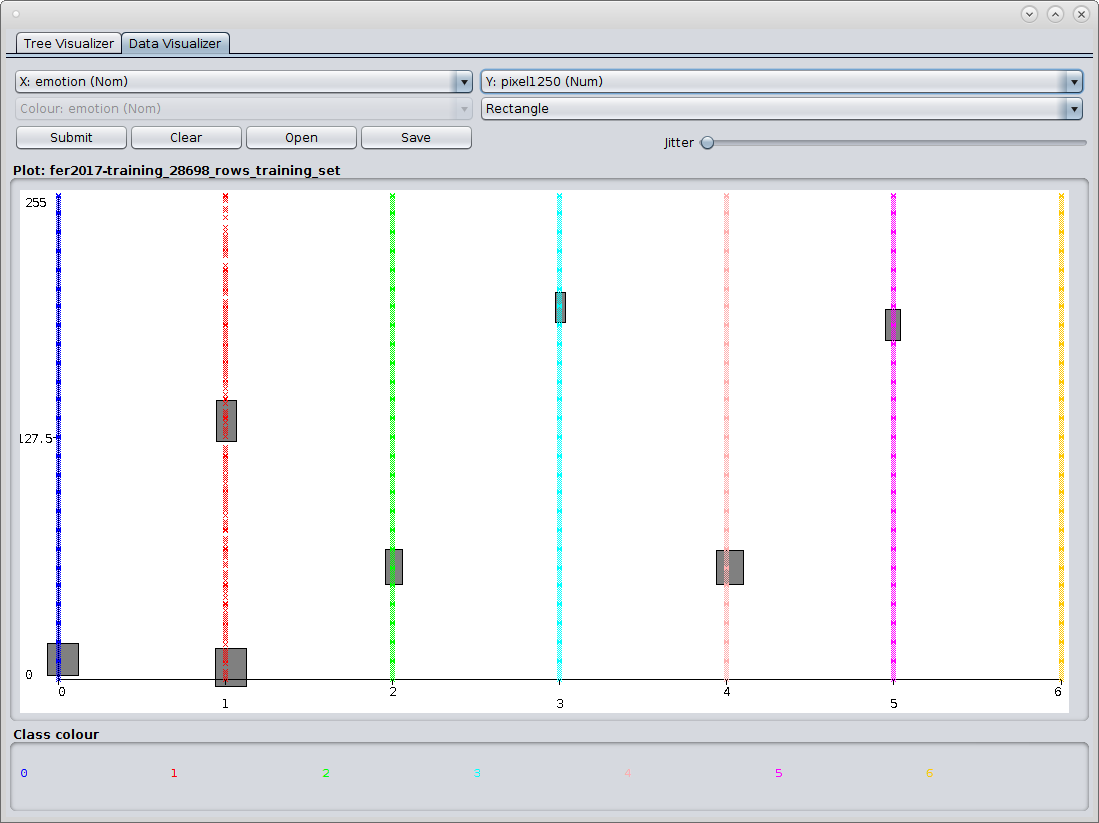 Tree Visualizer Data Visualizer
X: emotion (Nom) Y: pixel1250 (Num)
Colour: emotion (Nom) Rectangle
Submit Clear Open Save Jitter
Plot: fer2017-training_28698_rows_training_set
255
127.5
0
0 2 4 6
1 3 5
Class colour
0 1 2 3 4 5 6